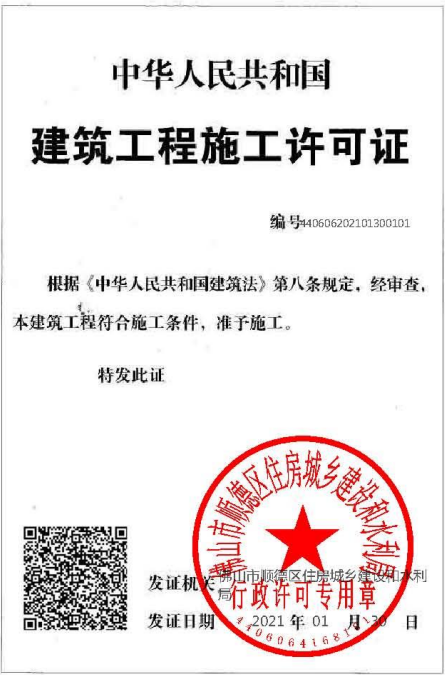 中华人民共和国
建筑工程施工许可证
编号440606202101300101
根据《中华人民共和国建筑法》第八条规定，经审查，
本建筑工程符合施工条件，准予施工。
特发此证
佛山市顺德区住房城乡建设和水利局
发证机关 佛山市顺德区住房城乡建设和水利
局
行政许可专用章
发证日期 2021 年 01 月 30 日